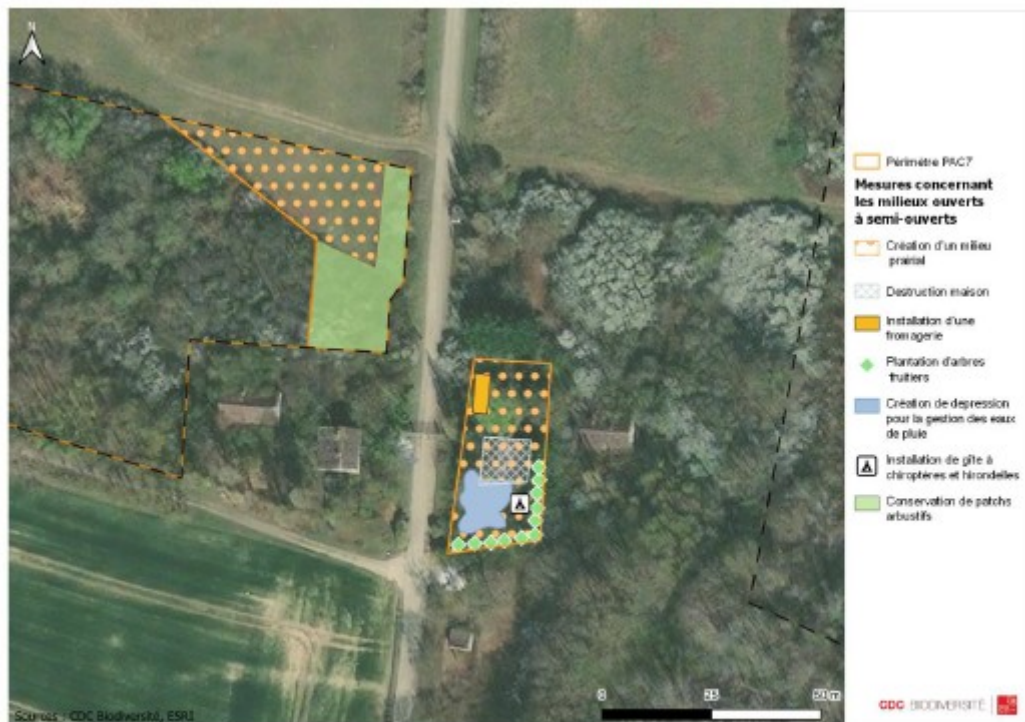 N
Périmètre PAC7
Mesures concernant
les milieux ouverts
à semi-ouverts
Création d'un milieu
prairial
Destruction maison
Installation d'une
fromagerie
Plantation d'arbres
fruitiers
Création de depression
pour la gestion des eaux
de pluie
Installation de gîte à
chiroptères et hirondelles
Conservation de patchs
arbustifs
0 25 50 m
Sources : CDC Biodiversité, ESRI
CDC BIODIVERSITÉ